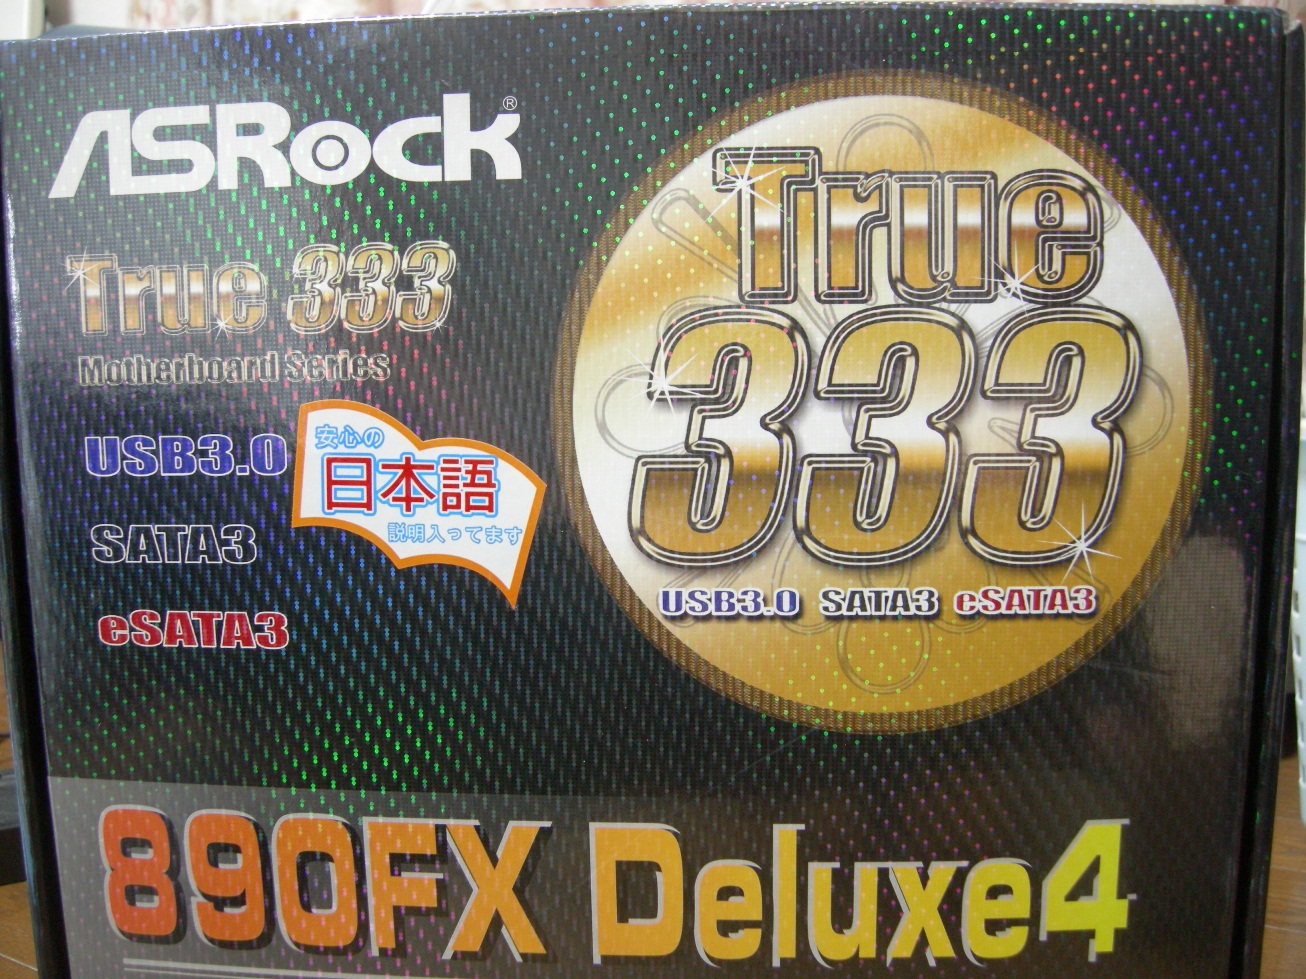 ASRock®
True 333
Motherboard Series
USB3.0
SATA3
eSATA3
安心の
日本語
説明入ってます
True
333
USB3.0 SATA3 eSATA3
890FX Deluxe4